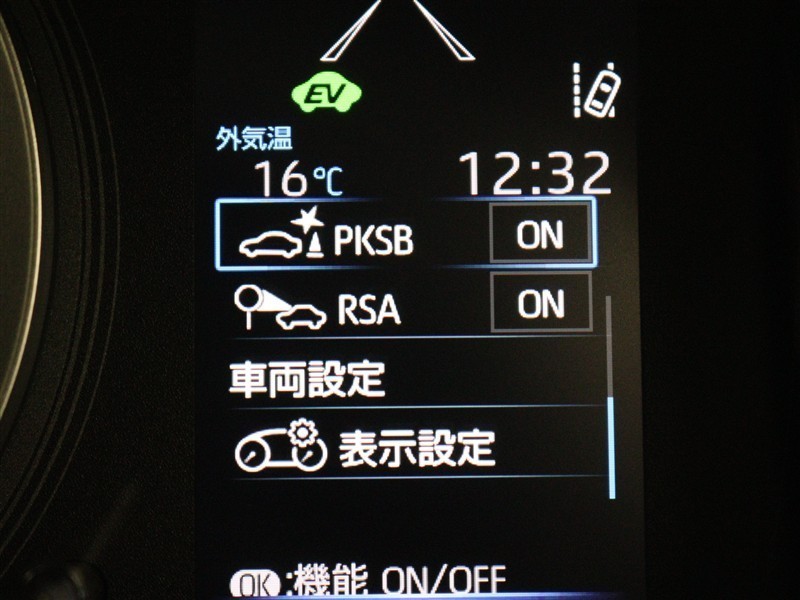 EV
外気温
16℃ 12:32
PKSB ON
RSA ON
車両設定
表示設定
OK:機能 ON/OFF